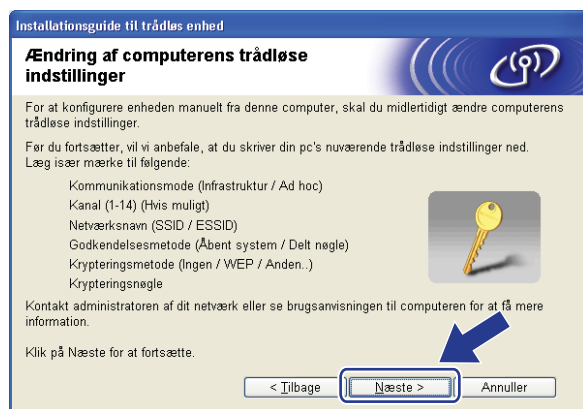 Installationsguide til trådløs enhed
Ændring af computerens trådløse
indstillinger
For at konfigurere enheden manuelt fra denne computer, skal du midlertidigt ændre computerens
trådløse indstillinger.
Før du fortsætter, vil vi anbefale, at du skriver din pc's nuværende trådløse indstillinger ned.
Læg især mærke til følgende:
Kommunikationsmode (Infrastruktur / Ad hoc)
Kanal (1-14) (Hvis muligt)
Netværksnavn (SSID / ESSID)
Godkendelsesmetode (Åbent system / Delt nøgle)
Krypteringsmetode (Ingen / WEP / Anden..)
Krypteringsnøgle
Kontakt administratoren af dit netværk eller se brugsanvisningen til computeren for at få mere
information.
Klik på Næste for at fortsætte.
< Tilbage Næste > Annuller